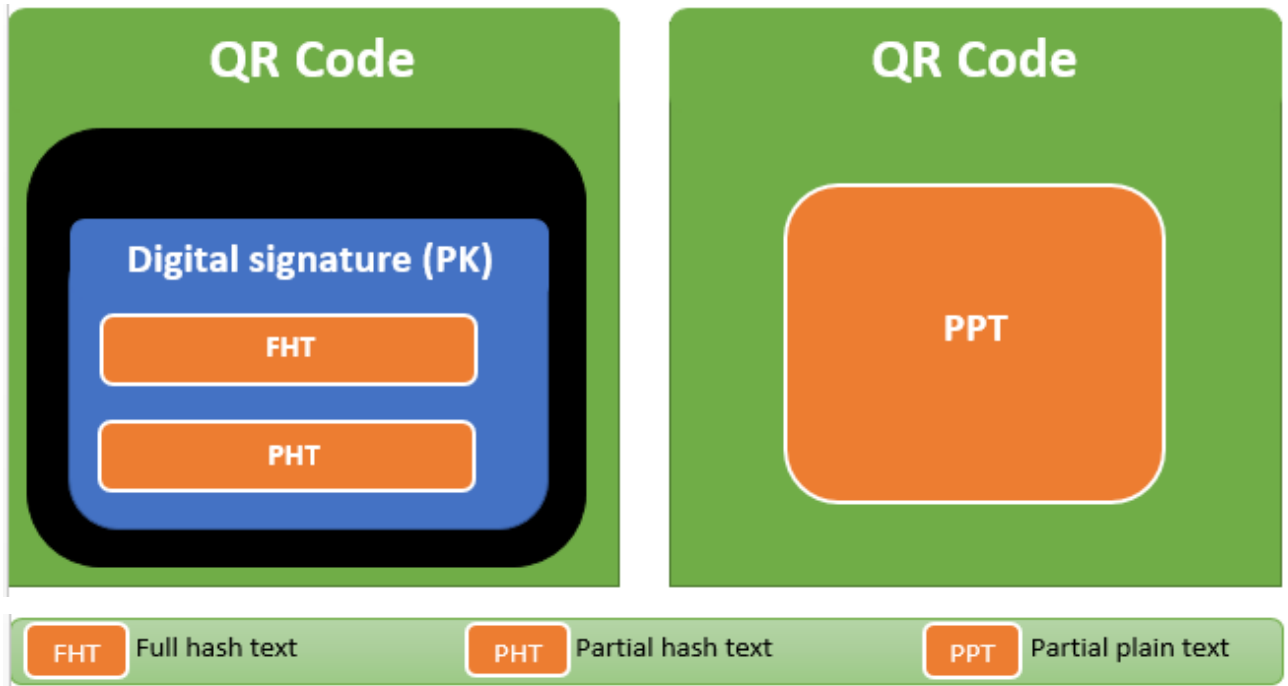 QR Code
Digital signature (PK)
FHT
PHT
QR Code
PPT
FHT Full hash text PHT Partial hash text PPT Partial plain text